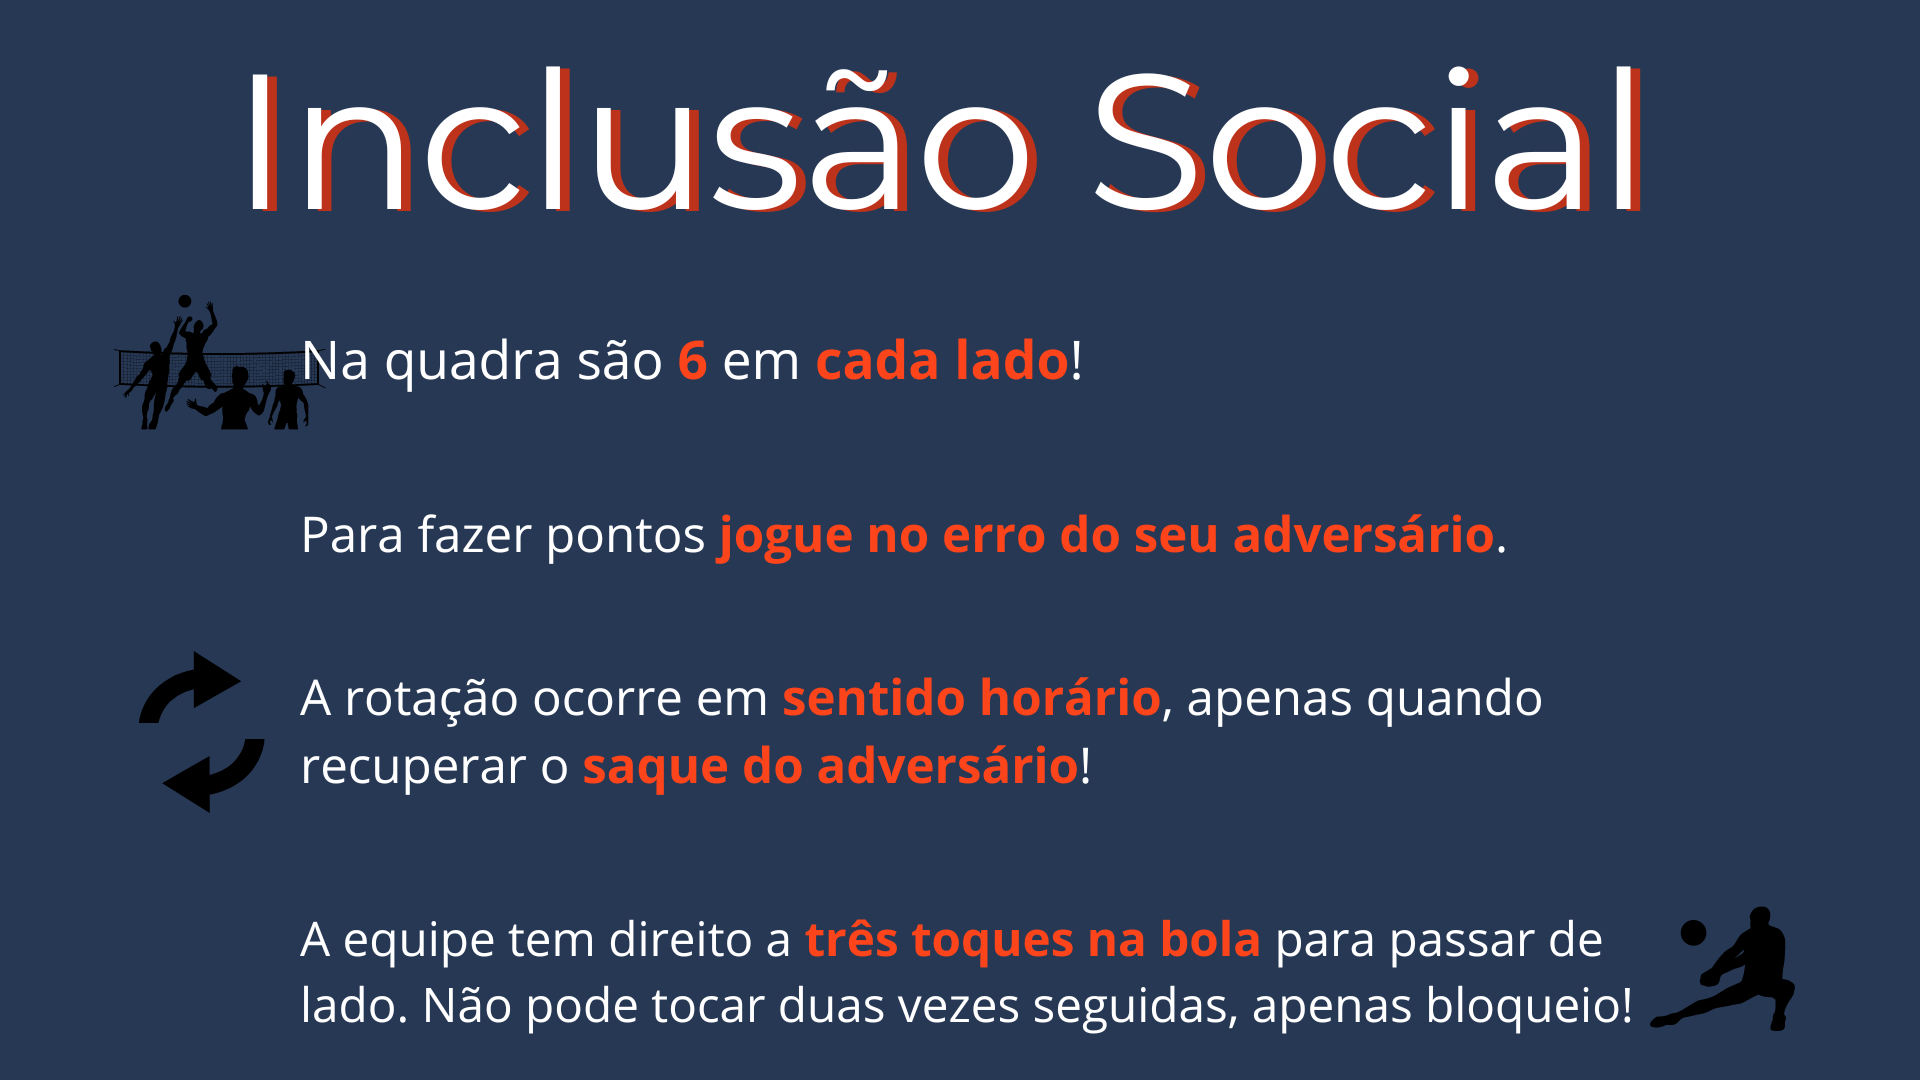 Inclusão Social
Na quadra são 6 em cada lado!
Para fazer pontos jogue no erro do seu adversário.
A rotação ocorre em sentido horário, apenas quando
recuperar o saque do adversário!
A equipe tem direito a três toques na bola para passar de
lado. Não pode tocar duas vezes seguidas, apenas bloqueio!